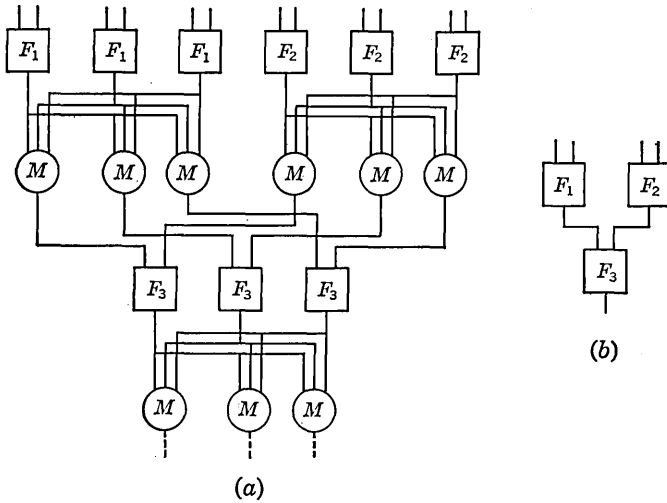 F₁ F₁ F₁ F₂ F₂ F₂
M M M M M M
F₁ F₂
F₃ F₃ F₃ F₃
M M M
(b)
(a)